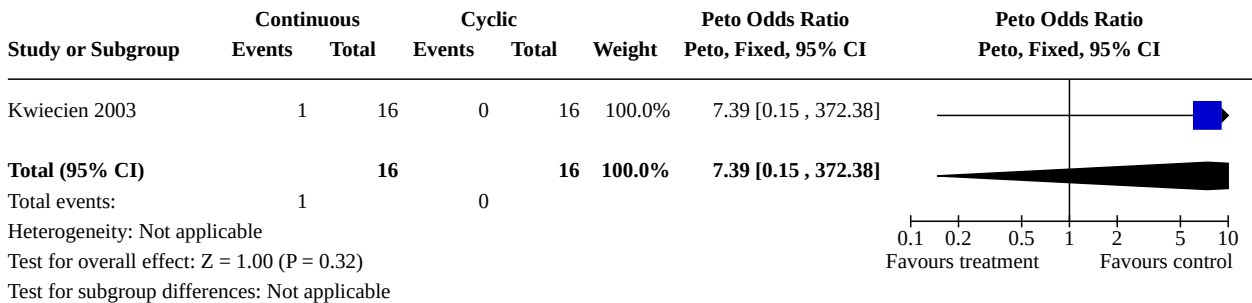 Continuous Cyclic Peto Odds Ratio Peto Odds Ratio
Study or Subgroup Events Total Events Total Weight Peto, Fixed, 95% CI Peto, Fixed, 95% CI
Kwiecien 2003 1 16 0 16 100.0% 7.39 [0.15 , 372.38]
Total (95% CI) 16 16 100.0% 7.39 [0.15 , 372.38]
Total events: 1 0
Heterogeneity: Not applicable 0.1 0.2 0.5 1 2 5 10
Test for overall effect: Z = 1.00 (P = 0.32) Favours treatment Favours control
Test for subgroup differences: Not applicable